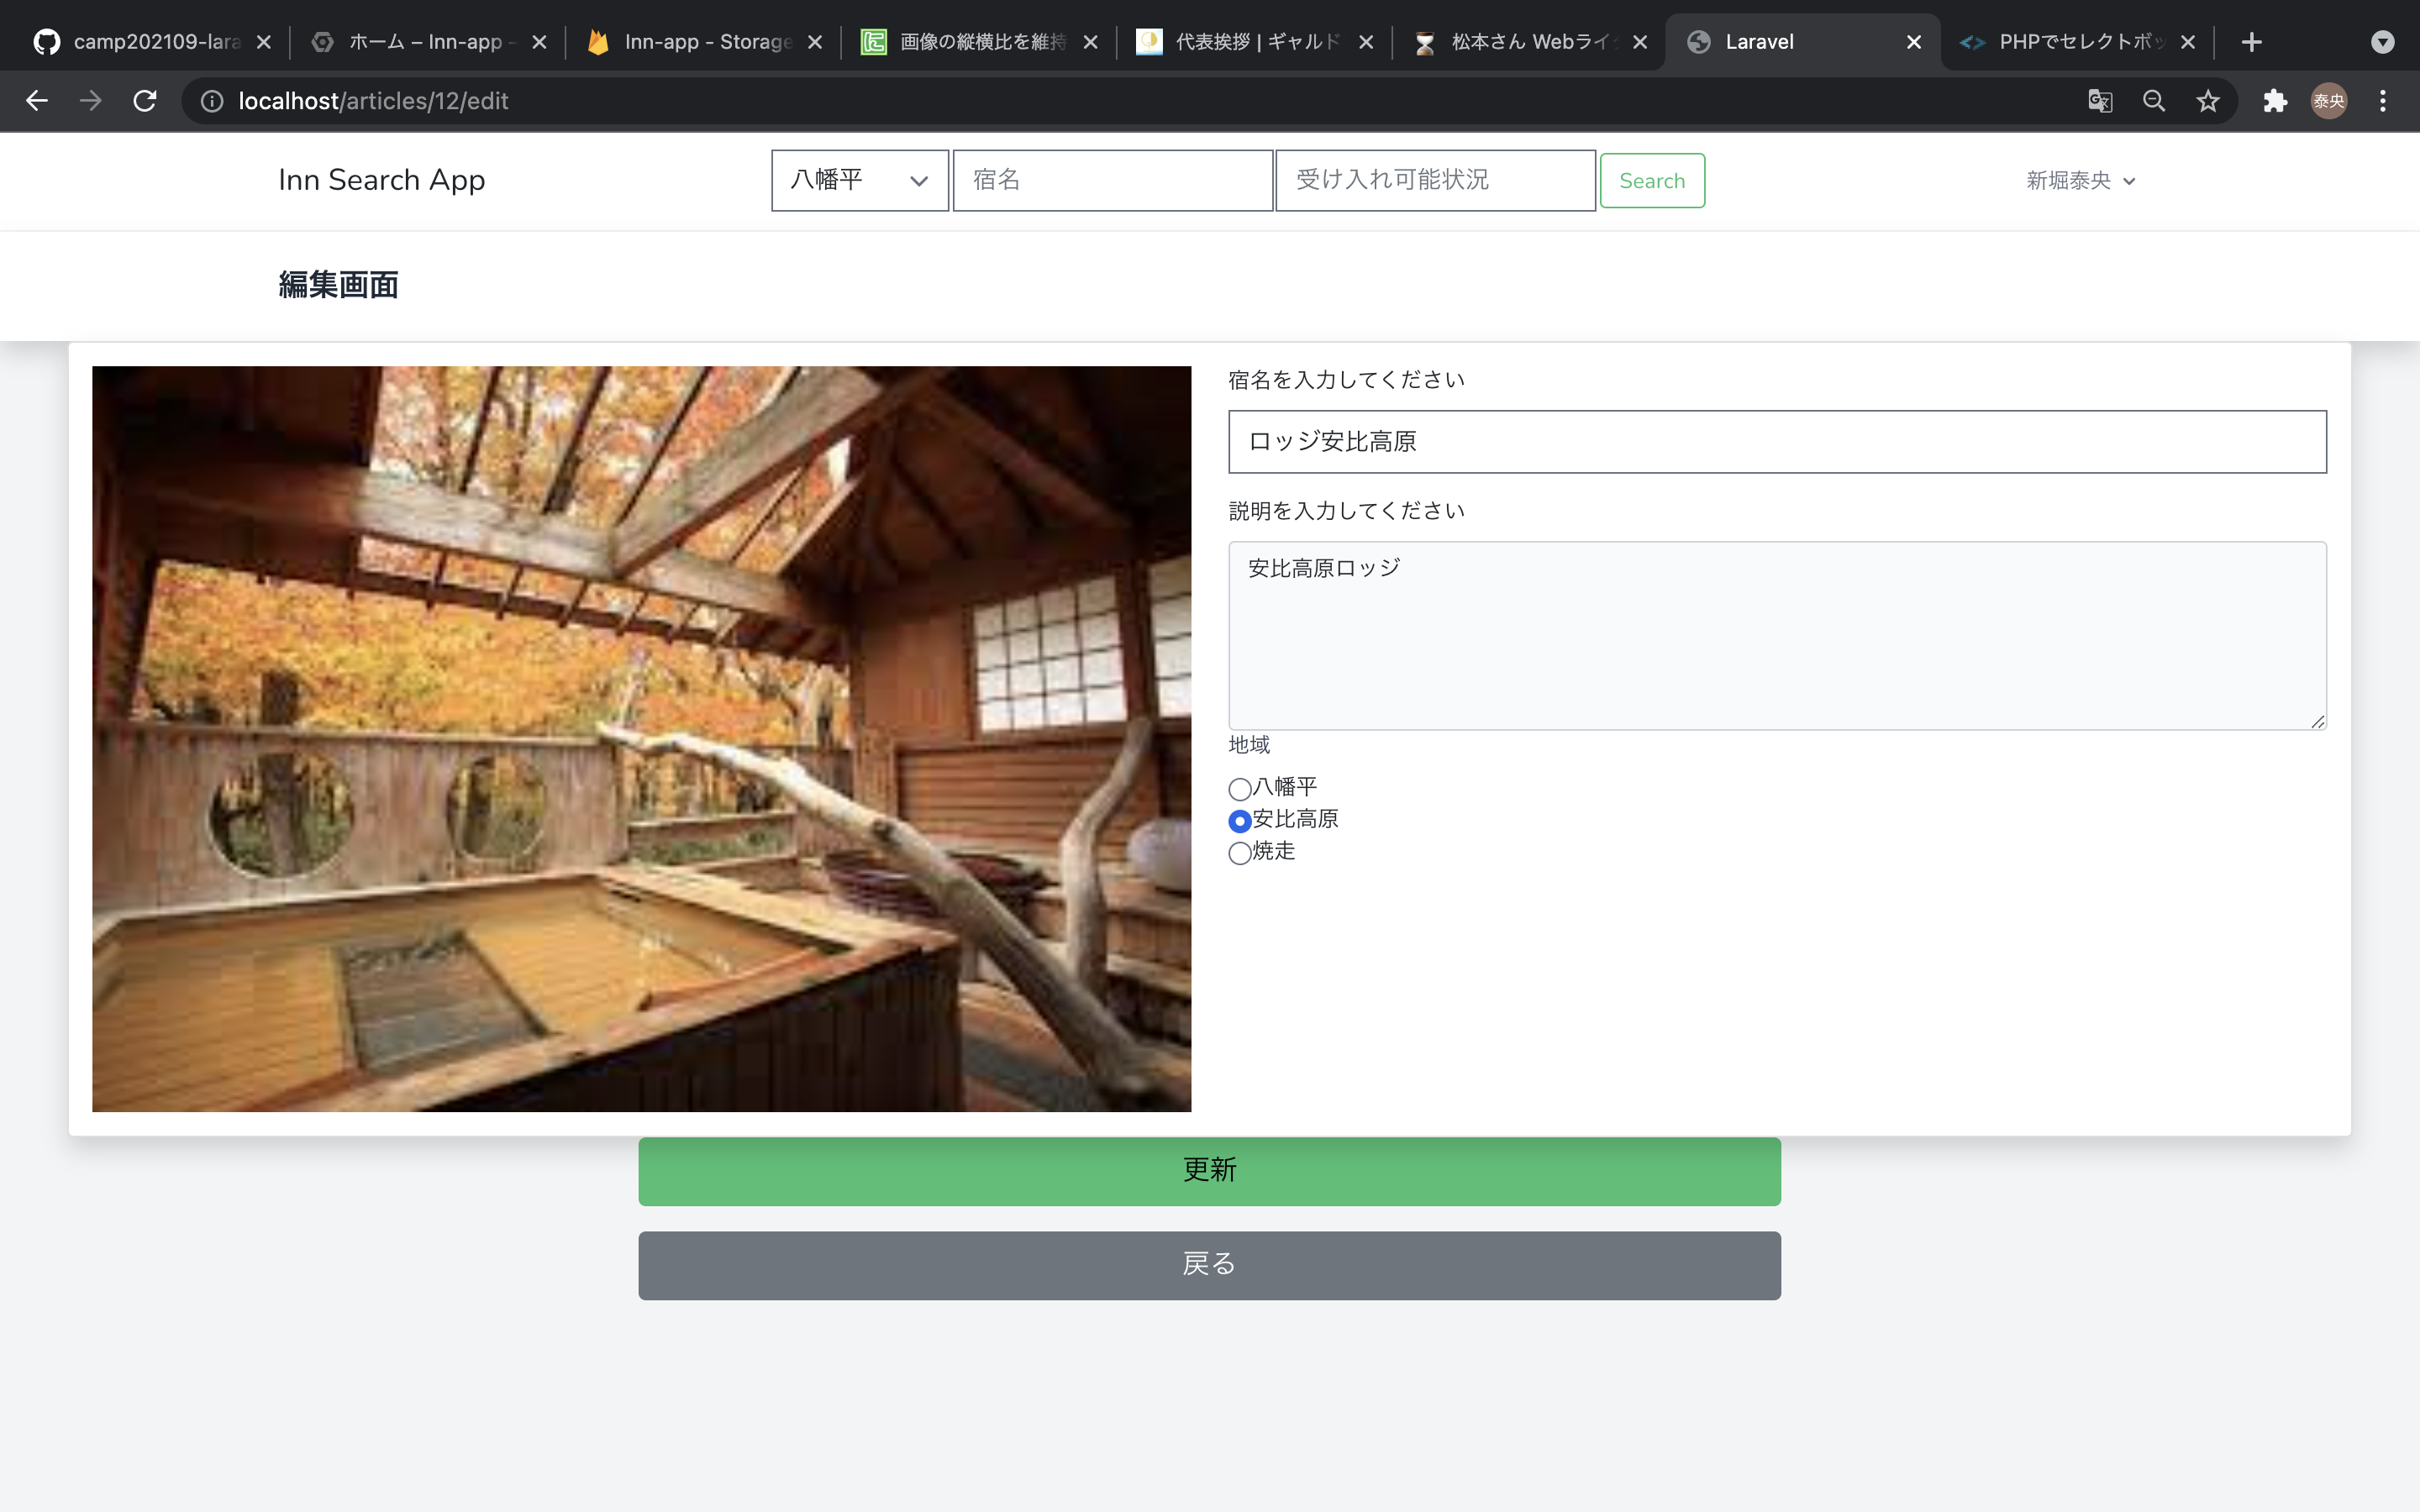 camp202109-lara
ホーム – Inn-app -
Inn-app - Storage
画像の縦横比を維持
代表挨拶 | ギャルド
松本さん Webライ
Laravel
PHPでセレクトボッ
localhost/articles/12/edit
泰央
Inn Search App
八幡平
宿名
受け入れ可能状況
Search
新堀泰央
編集画面
宿名を入力してください
ロッジ安比高原
説明を入力してください
安比高原ロッジ
地域
八幡平
安比高原
焼走
更新
戻る